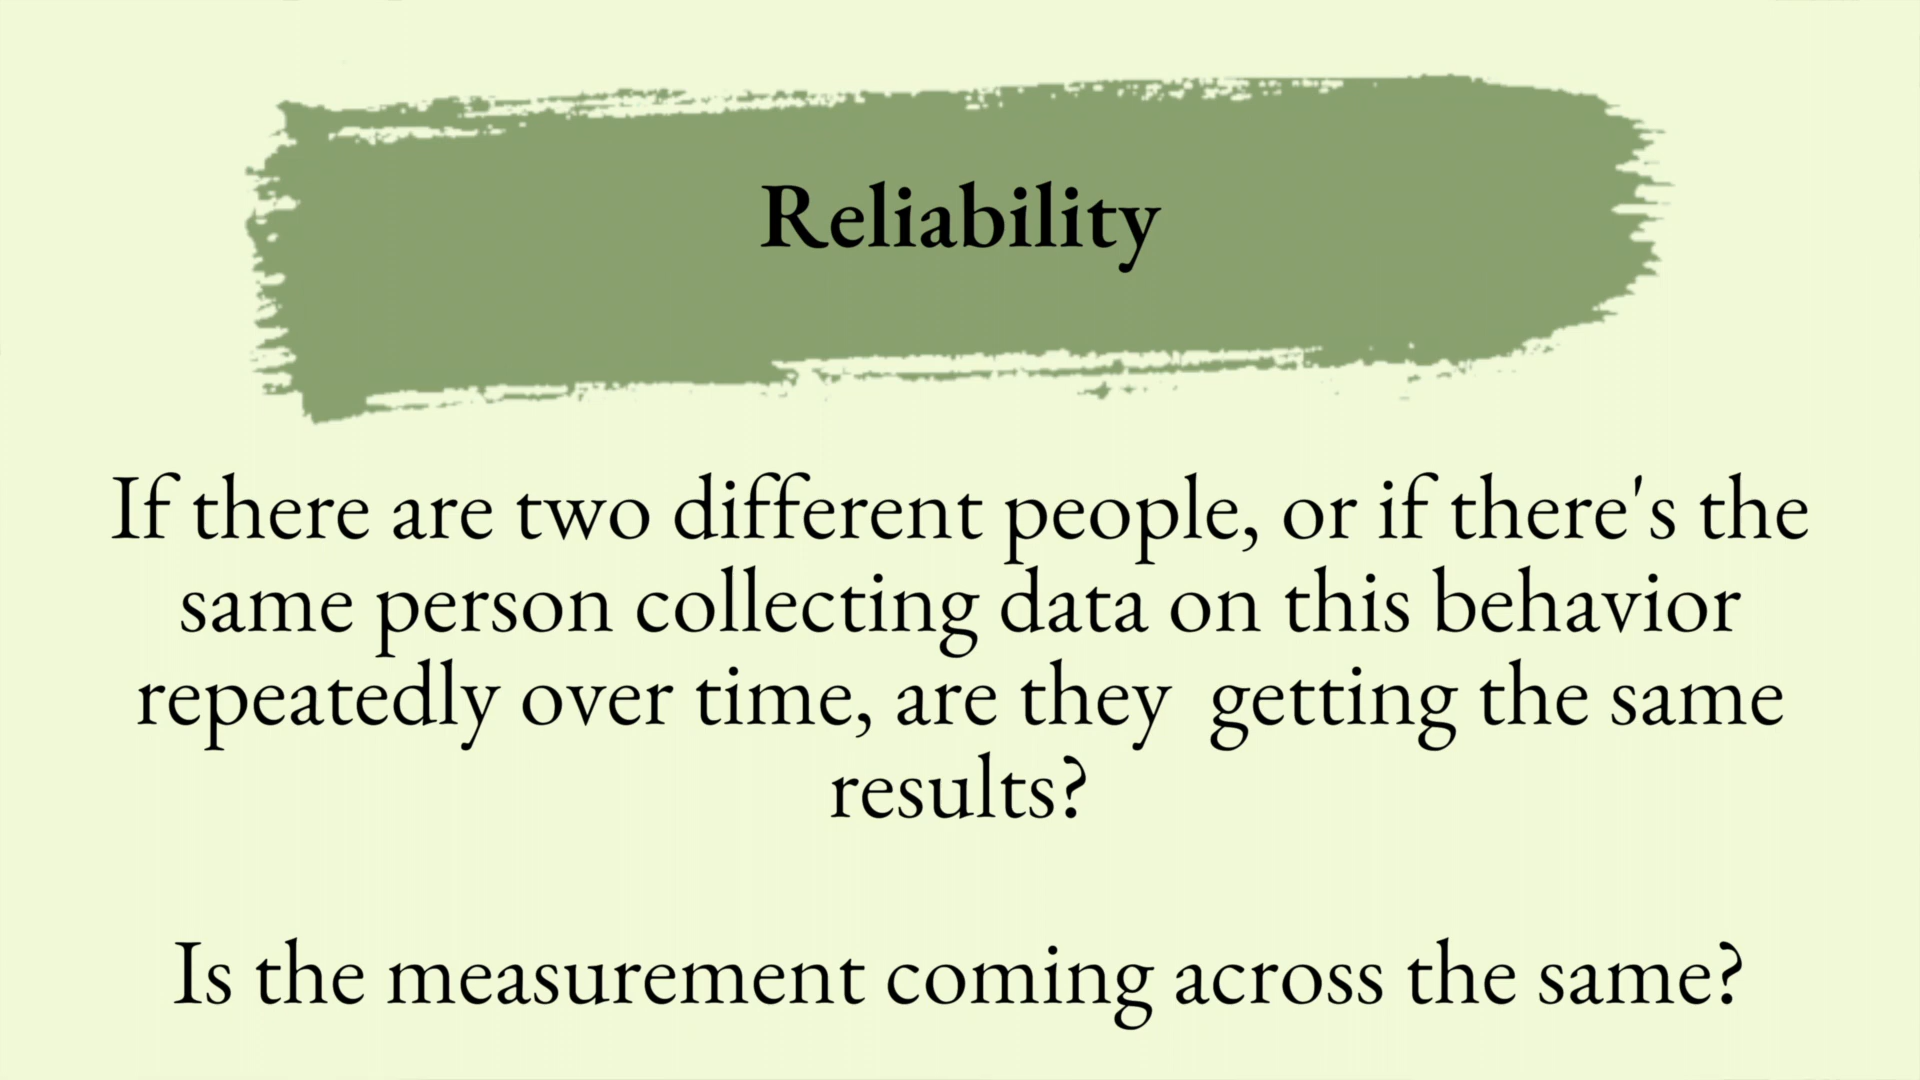 Reliability
If there are two different people, or if there's the
same person collecting data on this behavior
repeatedly over time, are they  getting the same
results?
Is the measurement coming across the same?